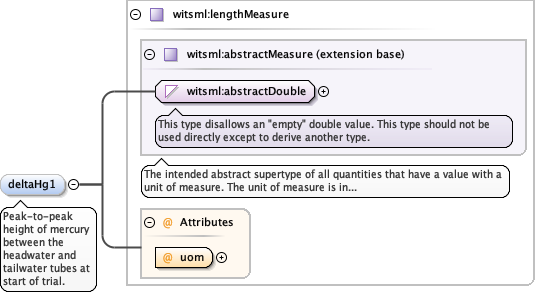 witsml:lengthMeasure
witsml:abstractMeasure (extension base)
witsml:abstractDouble
This type disallows an "empty" double value. This type should not be
used directly except to derive another type.
The intended abstract supertype of all quantities that have a value with a
unit of measure. The unit of measure is in...
deltaHg1
Peak-to-peak
height of mercury
between the
headwater and
tailwater tubes at
start of trial.
@ Attributes
@ uom